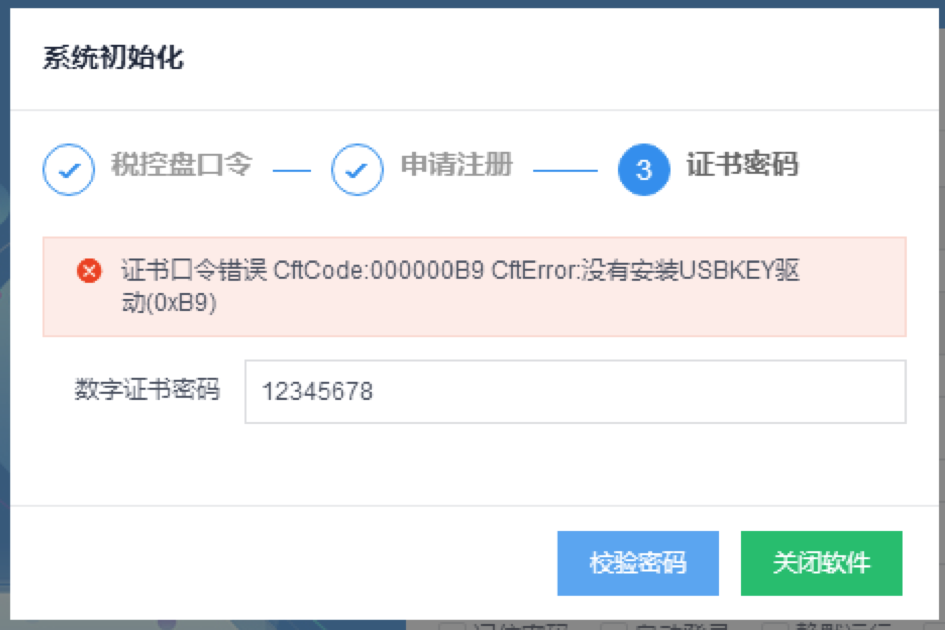 系统初始化
税控盘口令
申请注册
3
证书密码
证书口令错误 CftCode:000000B9 CftError:没有安装USBKEY驱
动(0xB9)
数字证书密码
12345678
校验密码
关闭软件